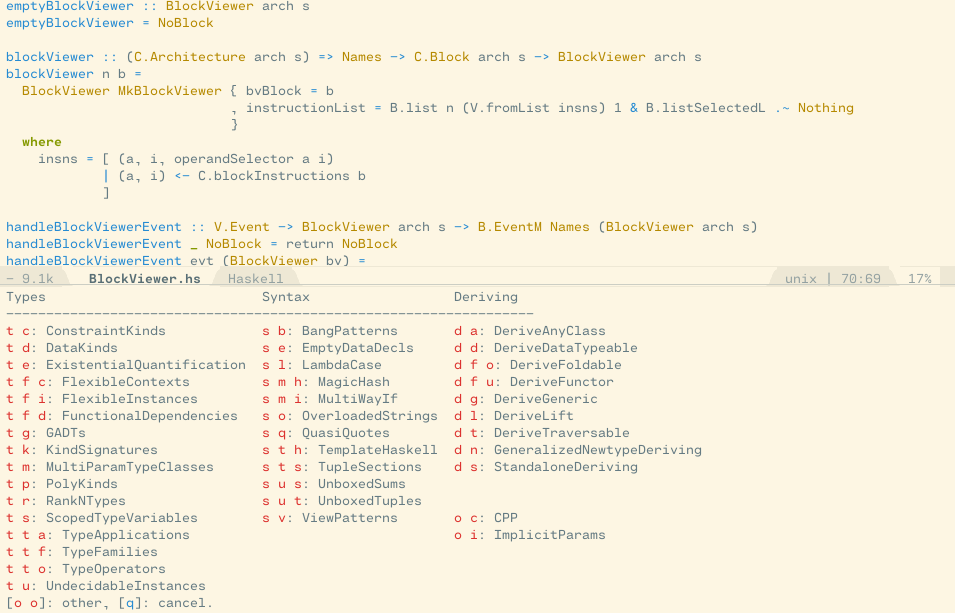 emptyBlockViewer :: BlockViewer arch s
emptyBlockViewer = NoBlock
blockViewer :: (C.Architecture arch s) => Names -> C.Block arch s -> BlockViewer arch s
blockViewer n b =
  BlockViewer MkBlockViewer { bvBlock = b
                            , instructionList = B.list n (V.fromList insns) 1 & B.listSelectedL .~ Nothing
                            }
  where
    insns = [ (a, i, operandSelector a i)
            | (a, i) <- C.blockInstructions b
            ]
handleBlockViewerEvent :: V.Event -> BlockViewer arch s -> B.EventM Names (BlockViewer arch s)
handleBlockViewerEvent _ NoBlock = return NoBlock
handleBlockViewerEvent evt (BlockViewer bv) =
- 9.1k BlockViewer.hs Haskell unix | 70:69 17%
Types                           Syntax                  Deriving
------------------------------------------------------------------
t c: ConstraintKinds            s b: BangPatterns       d a: DeriveAnyClass
t d: DataKinds                  s e: EmptyDataDecls     d d: DeriveDataTypeable
t e: ExistentialQuantification  s l: LambdaCase         d f o: DeriveFoldable
t f c: FlexibleContexts         s m h: MagicHash        d f u: DeriveFunctor
t f i: FlexibleInstances        s m i: MultiWayIf       d g: DeriveGeneric
t f d: FunctionalDependencies   s o: OverloadedStrings  d l: DeriveLift
t g: GADTs                      s q: QuasiQuotes        d t: DeriveTraversable
t k: KindSignatures             s t h: TemplateHaskell  d n: GeneralizedNewtypeDeriving
t m: MultiParamTypeClasses      s t s: TupleSections    d s: StandaloneDeriving
t p: PolyKinds                  s u s: UnboxedSums
t r: RankNTypes                 s u t: UnboxedTuples
t s: ScopedTypeVariables        s v: ViewPatterns       o c: CPP
t t a: TypeApplications                                 o i: ImplicitParams
t t f: TypeFamilies
t t o: TypeOperators
t u: UndecidableInstances
[o o]: other, [q]: cancel.